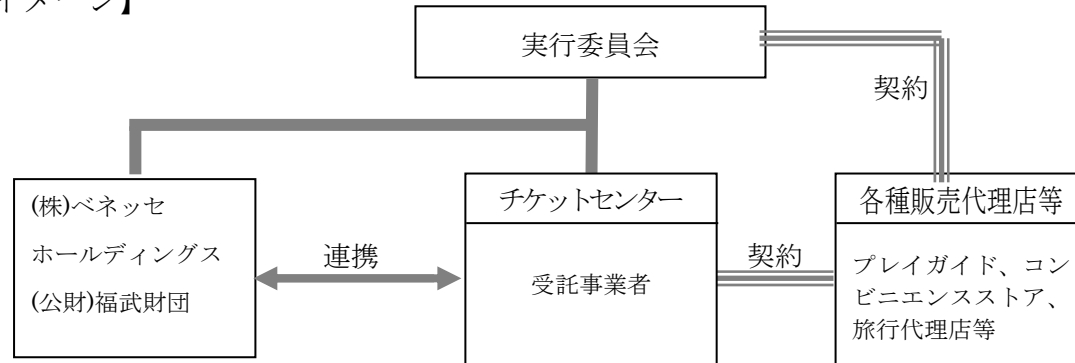 イメージ】
実行委員会
契約
(株)ベネッセ
ホールディングス
(公財)福武財団
連携
チケットセンター
受託事業者
契約
各種販売代理店等
プレイガイド、コン
ビニエンスストア、
旅行代理店等